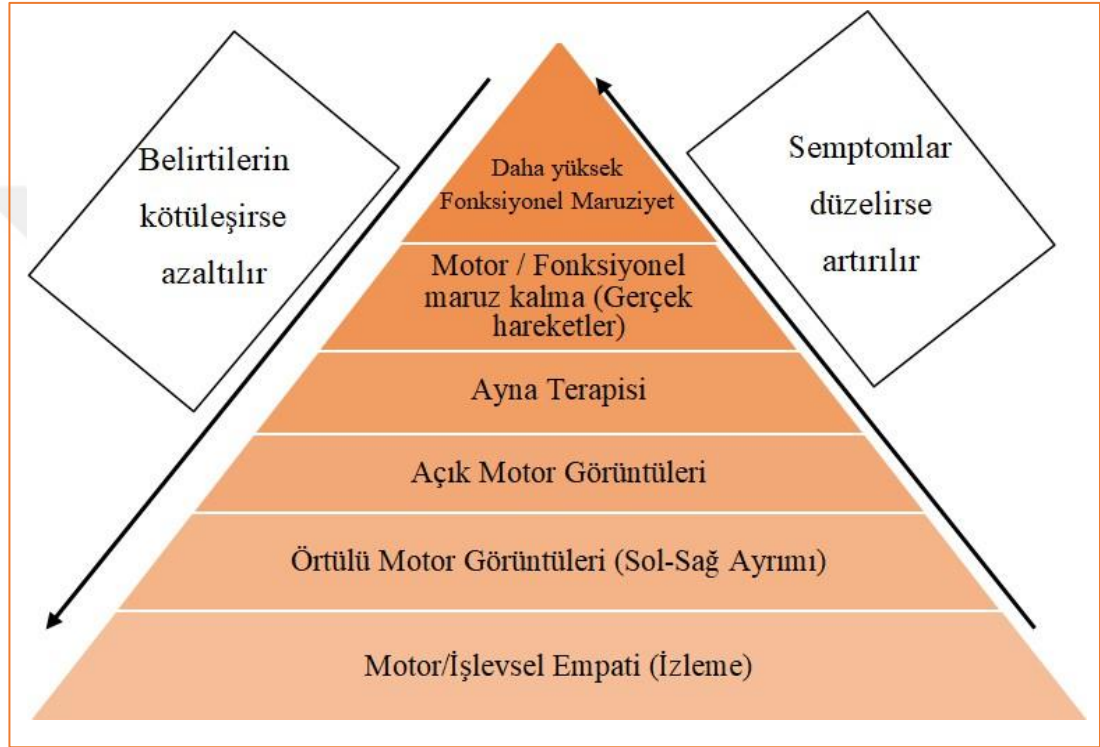 Belirtilerin
kötüleşirse
azaltılır
Semptomlar
düzelirse
artırılır
Daha yüksek
Fonksiyonel Maruziyet
Motor / Fonksiyonel
maruz kalma (Gerçek
hareketler)
Ayna Terapisi
Açık Motor Görüntüleri
Örtülü Motor Görüntüleri (Sol-Sağ Ayrımı)
Motor/İşlevsel Empati (İzleme)